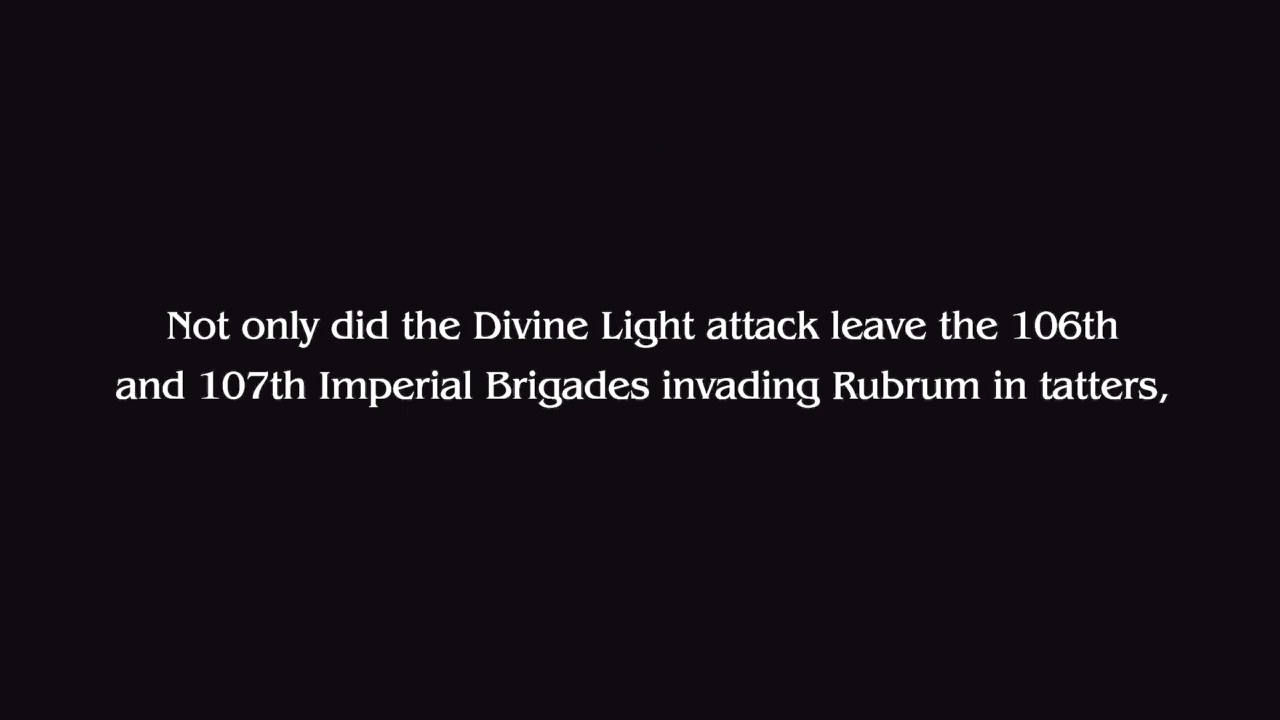 Not only did the Divine Light attack leave the 106th
and 107th Imperial Brigades invading Rubrum in tatters,